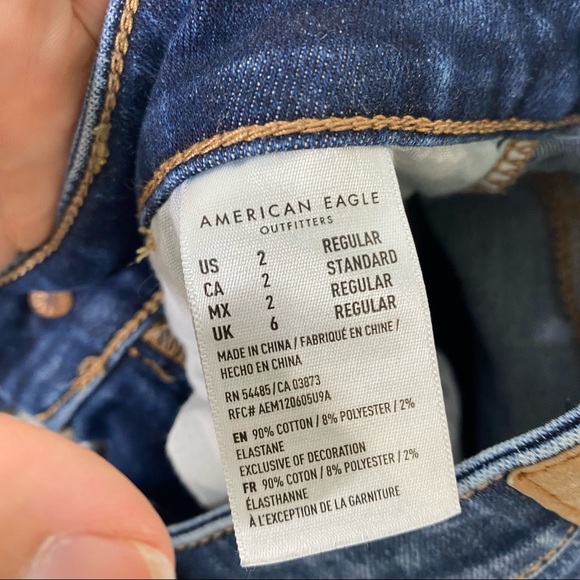 AMERICAN EAGLE
OUTFITTERS
US 2 REGULAR
CA 2 STANDARD
MX 2 REGULAR
UK 6 REGULAR
MADE IN CHINA / FABRIQUÉ EN CHINE /
HECHO EN CHINA
RN 54485/CA 03873
RFC# AEM120605U9A
EN 90% COTTON / 8% POLYESTER / 2%
ELASTANE
EXCLUSIVE OF DECORATION
FR 90% COTON / 8% POLYESTER / 2%
ÉLASTHANNE
À L'EXCEPTION DE LA GARNITURE